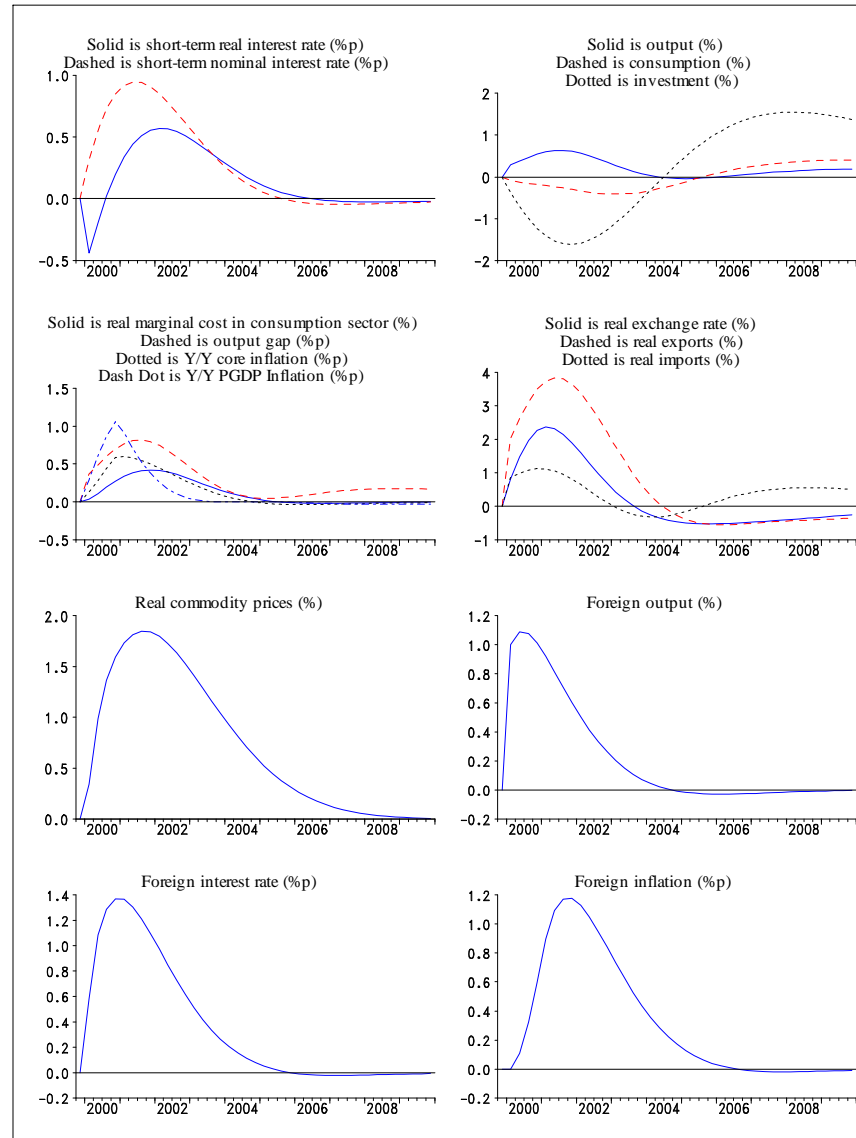 Solid is short-term real interest rate (%p)
Dashed is short-term nominal interest rate (%p)
1.0
0.5
0.0
-0.5
2000 2002 2004 2006 2008
Solid is output (%)
Dashed is consumption (%)
Dotted is investment (%)
2
1
0
-1
-2
2000 2002 2004 2006 2008
Solid is real marginal cost in consumption sector (%)
Dashed is output gap (%p)
Dotted is Y/Y core inflation (%p)
Dash Dot is Y/Y PGDP Inflation (%p)
1.5
1.0
0.5
0.0
-0.5
2000 2002 2004 2006 2008
Solid is real exchange rate (%)
Dashed is real exports (%)
Dotted is real imports (%)
4
3
2
1
0
-1
2000 2002 2004 2006 2008
Real commodity prices (%)
2.0
1.5
1.0
0.5
0.0
2000 2002 2004 2006 2008
Foreign output (%)
1.2
1.0
0.8
0.6
0.4
0.2
0.0
-0.2
2000 2002 2004 2006 2008
Foreign interest rate (%p)
1.4
1.2
1.0
0.8
0.6
0.4
0.2
0.0
-0.2
2000 2002 2004 2006 2008
Foreign inflation (%p)
1.2
1.0
0.8
0.6
0.4
0.2
0.0
-0.2
2000 2002 2004 2006 2008